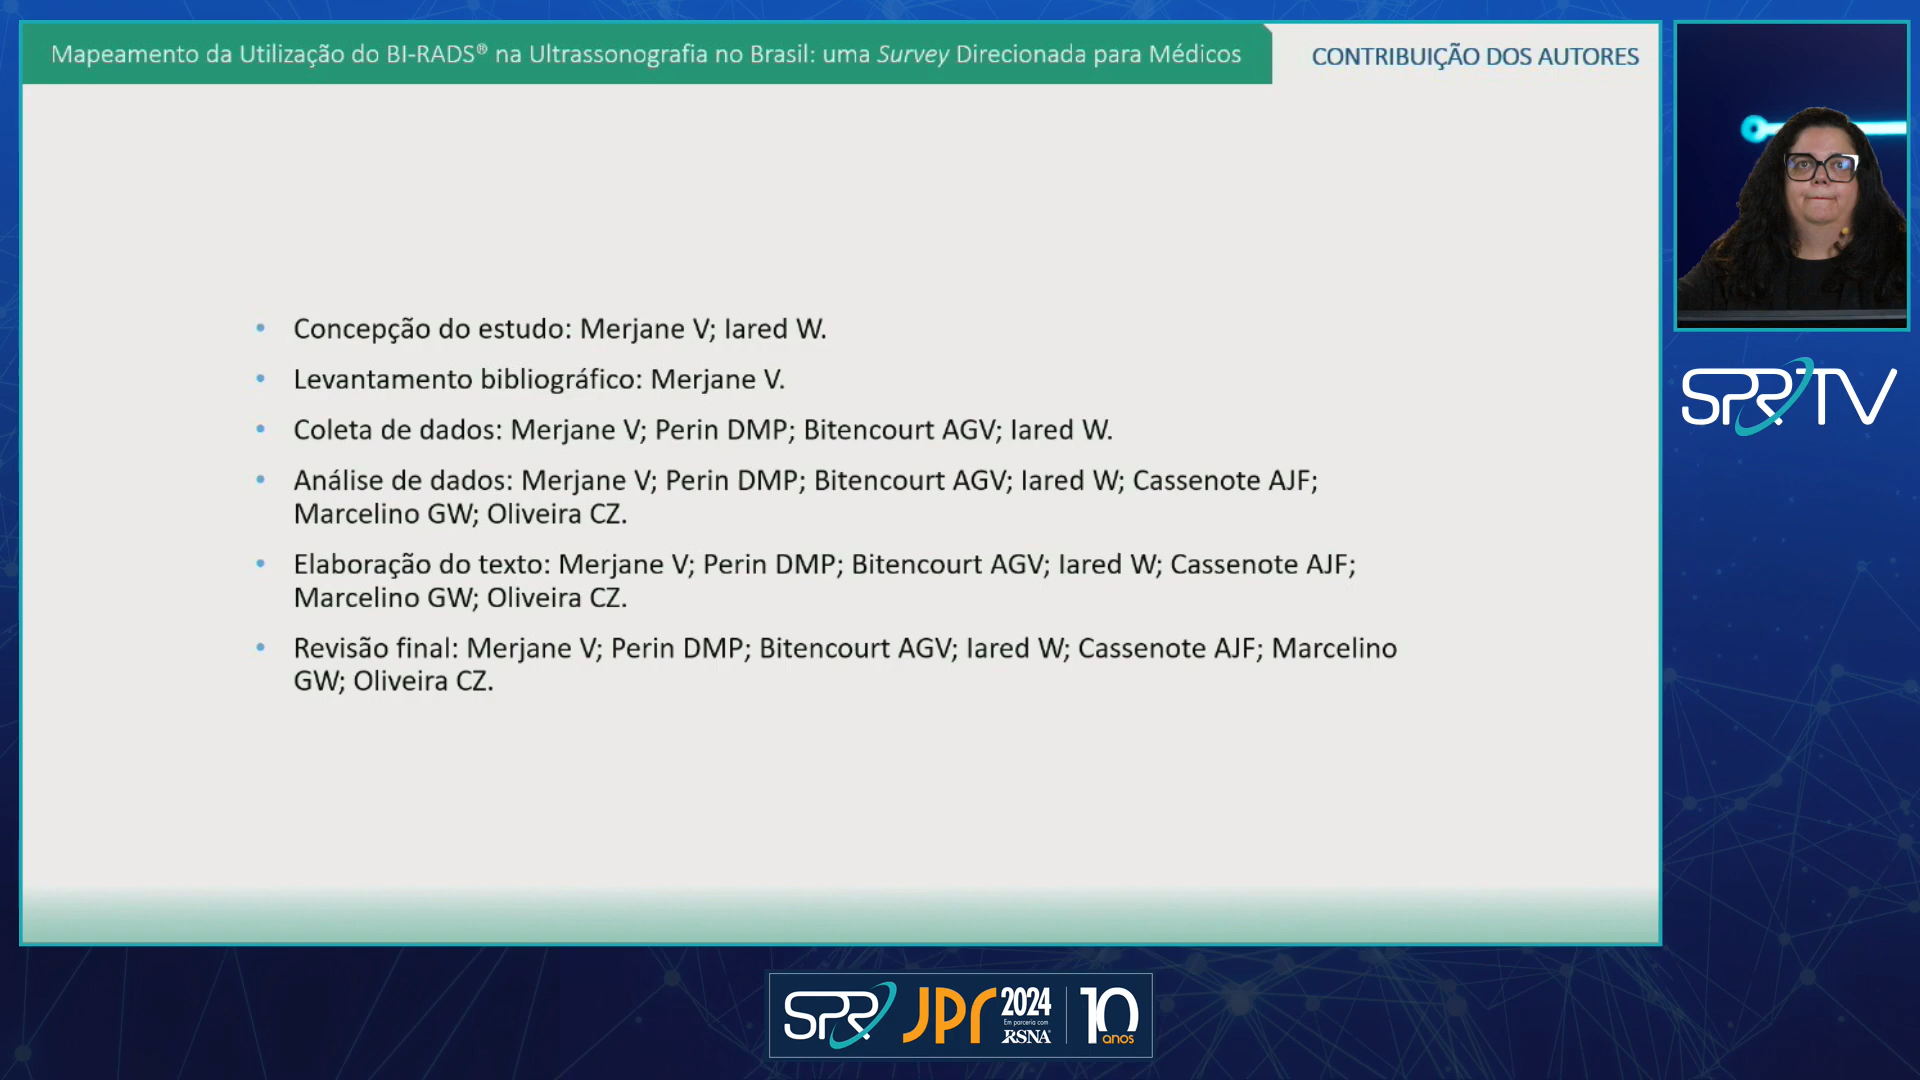 Mapeamento da Utilização do BI-RADS® na Ultrassonografia no Brasil: uma Survey Direcionada para Médicos
CONTRIBUIÇÃO DOS AUTORES
• Concepção do estudo: Merjane V; Iared W.
• Levantamento bibliográfico: Merjane V.
• Coleta de dados: Merjane V; Perin DMP; Bitencourt AGV; Iared W.
• Análise de dados: Merjane V; Perin DMP; Bitencourt AGV; Iared W; Cassenote AJF;
Marcelino GW; Oliveira CZ.
• Elaboração do texto: Merjane V; Perin DMP; Bitencourt AGV; Iared W; Cassenote AJF;
Marcelino GW; Oliveira CZ.
• Revisão final: Merjane V; Perin DMP; Bitencourt AGV; Iared W; Cassenote AJF; Marcelino
GW; Oliveira CZ.
SPR TV
SPR JPR 2024 Em parceria com RSNA® 10 anos